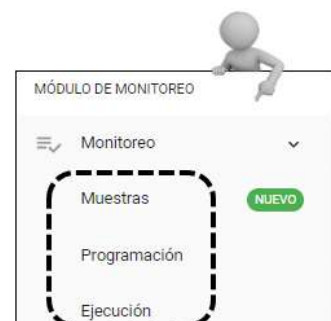 MÓDULO DE MONITOREO
Monitoreo
Muestras NUEVO
Programación
Ejecución